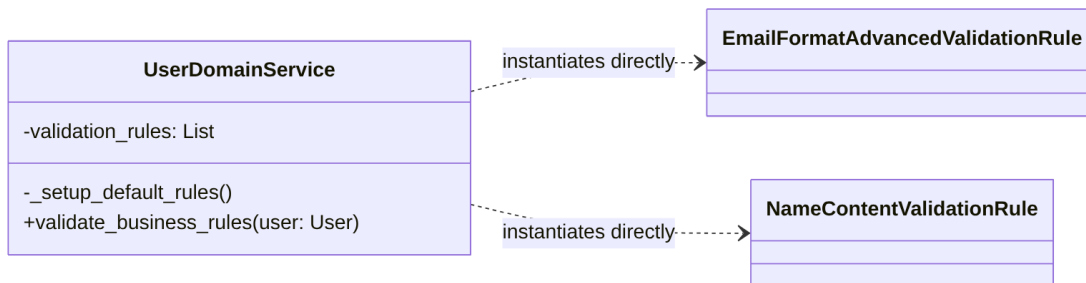 UserDomainService
-validation_rules: List
-_setup_default_rules()
+validate_business_rules(user: User)
instantiates directly
EmailFormatAdvancedValidationRule
instantiates directly
NameContentValidationRule